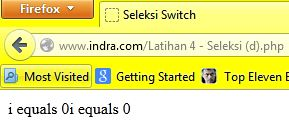 Firefox
Seleksi Switch
www.indra.com/Latihan 4 - Seleksi (d).php
Most Visited Getting Started Top Eleven B
i equals 0i equals 0